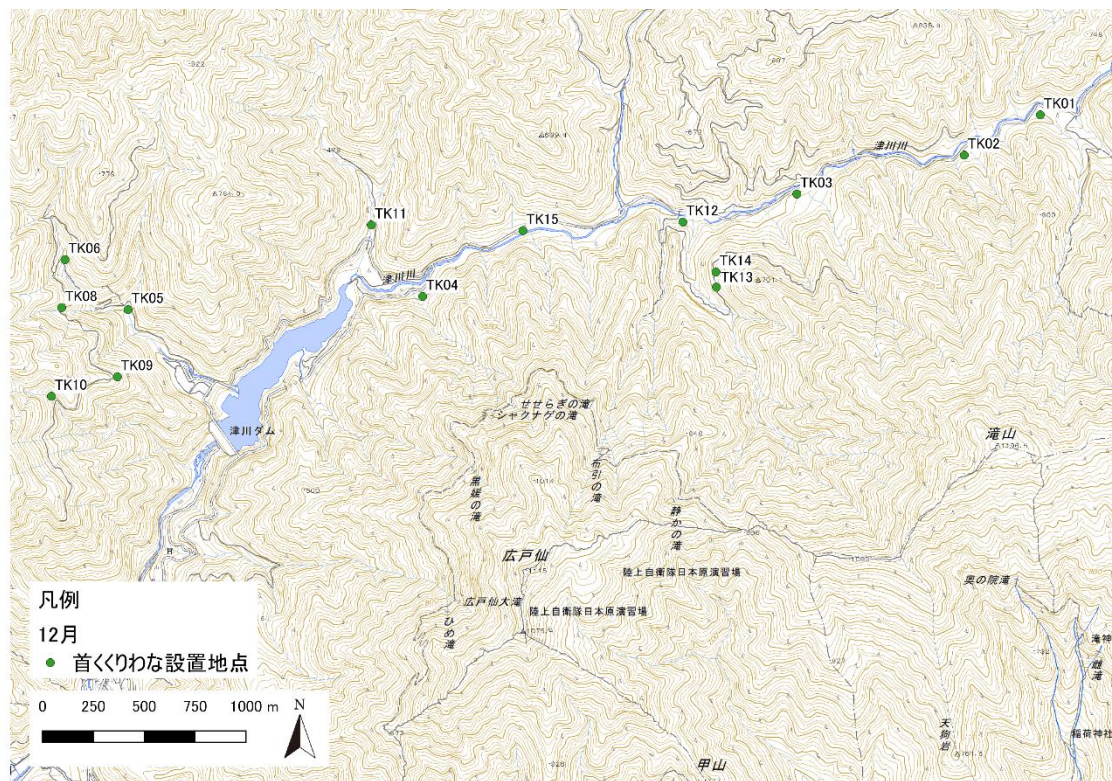 TK01
TK02
津川川
TK03
TK12
TK15
TK11
TK14
TK13
津川川
TK04
TK06
TK08
TK05
TK09
TK10
津川ダム
せせらぎの滝
シャクナゲの滝
布引の滝
黒媛の滝
静かの滝
滝山
広戸仙
陸上自衛隊日本原演習場
広戸仙大滝
陸上自衛隊日本原演習場
ひめ滝
奥の院滝
滝神
雌滝
稲荷神社
天狗岩
甲山
凡例
12月
首くくりわな設置地点
0 250 500 750 1000 m
N